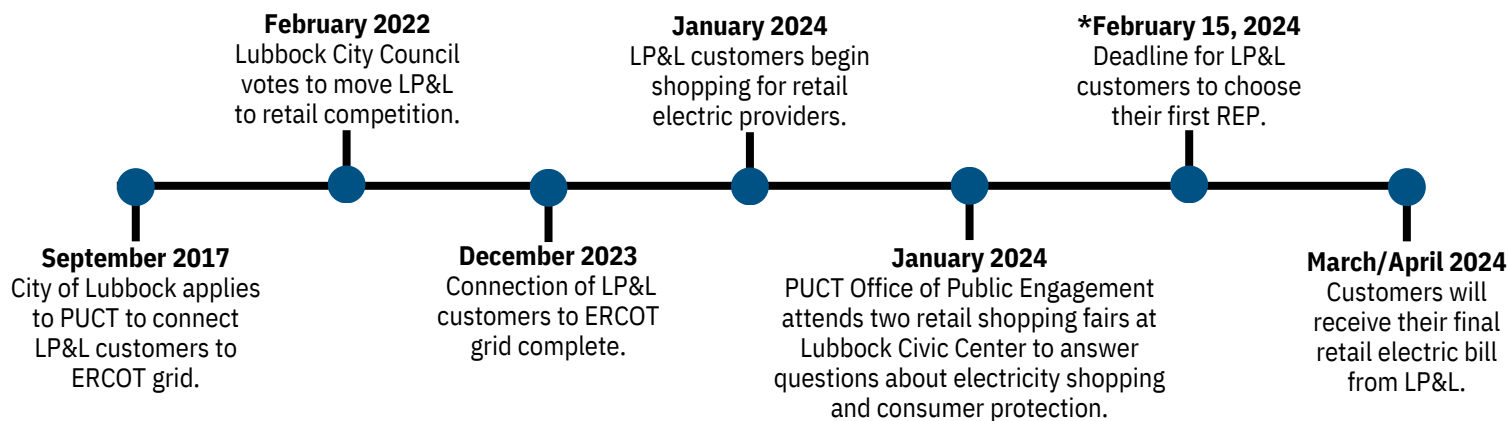 February 2022
Lubbock City Council
votes to move LP&L
to retail competition.
January 2024
LP&L customers begin
shopping for retail
electric providers.
*February 15, 2024
Deadline for LP&L
customers to choose
their first REP.
September 2017
City of Lubbock applies
to PUCT to connect
LP&L customers to
ERCOT grid.
December 2023
Connection of LP&L
customers to ERCOT
grid complete.
January 2024
PUCT Office of Public Engagement
attends two retail shopping fairs at
Lubbock Civic Center to answer
questions about electricity shopping
and consumer protection.
March/April 2024
Customers will
receive their final
retail electric bill
from LP&L.